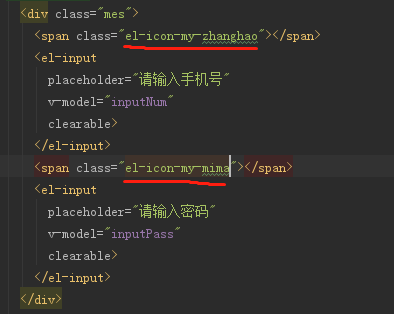 <div class="mes">
<span class="el-icon-my-zhanghao"></span>
<el-input
placeholder="请输入手机号"
v-model="inputNum"
clearable>
</el-input>
<span class="el-icon-my-mima"></span>
<el-input
placeholder="请输入密码"
v-model="inputPass"
clearable>
</el-input>
</div>